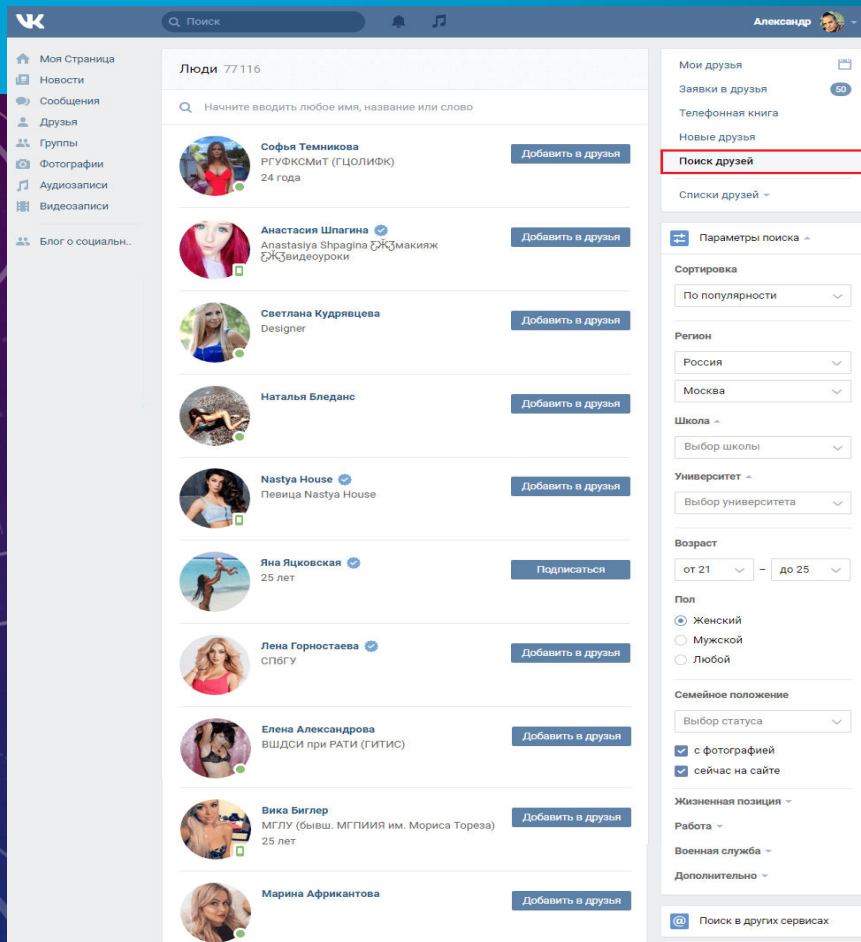 VK
Поиск
Александр
Моя Страница
Новости
Сообщения
Друзья
Группы
Фотографии
Аудиозаписи
Видеозаписи
Блог о социальн..
Люди 77 116
Начните вводить любое имя, название или слово
Софья Темникова
РГУФКСМиТ (ГЦОЛИФК)
24 года
Добавить в друзья
Анастасия Шпагина
Anastasiya Shpagina Ƹ̵̡Ӝ̵̨̄Ʒмакияж
Ƹ̵̡Ӝ̵̨̄Ʒвидеоуроки
Добавить в друзья
Светлана Кудрявцева
Designer
Добавить в друзья
Наталья Бледанс
Добавить в друзья
Nastya House
Певица Nastya House
Добавить в друзья
Яна Яцковская
25 лет
Подписаться
Лена Горностаева
СПбГУ
Добавить в друзья
Елена Александрова
ВШДСИ при РАТИ (ГИТИС)
Добавить в друзья
Вика Биглер
МГЛУ (бывш. МГПИИЯ им. Мориса Тореза)
25 лет
Добавить в друзья
Марина Африкантова
Добавить в друзья
Мои друзья
Заявки в друзья 50
Телефонная книга
Новые друзья
Поиск друзей
Списки друзей
Параметры поиска
Сортировка
По популярности
Регион
Россия
Москва
Школа
Выбор школы
Университет
Выбор университета
Возраст
от 21 – до 25
Пол
Женский
Мужской
Любой
Семейное положение
Выбор статуса
с фотографией
сейчас на сайте
Жизненная позиция
Работа
Военная служба
Дополнительно
@ Поиск в других сервисах